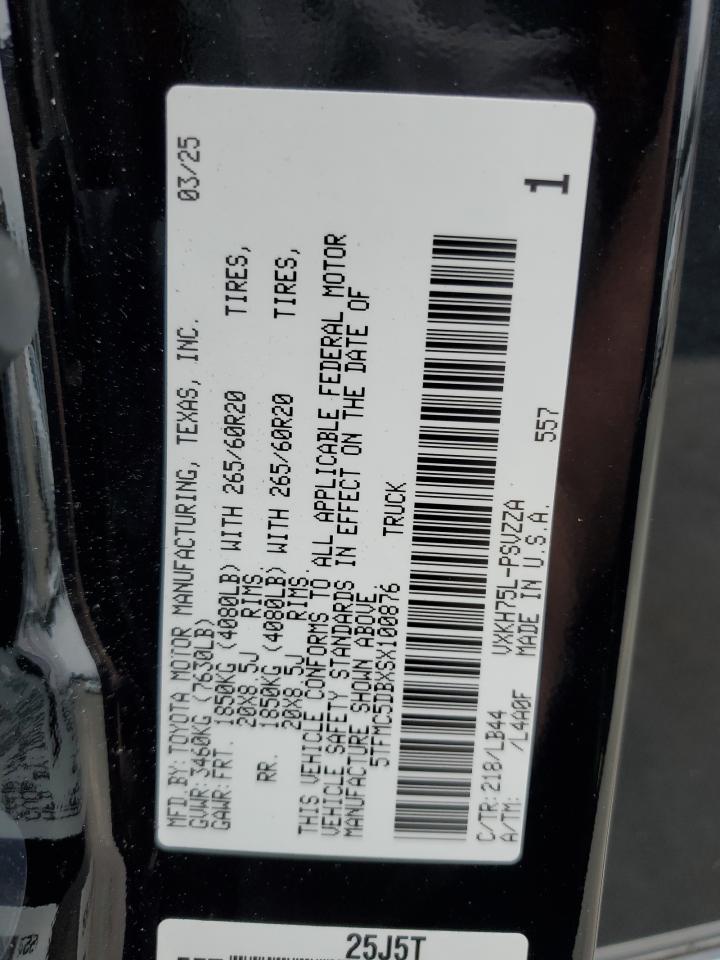 MFD.BY: TOYOTA MOTOR MANUFACTURING, TEXAS, INC. 03/25
GVWR: 3460KG (7630LB)
GAWR: FRT. 1850KG (4080LB) WITH 265/60R20 TIRES,
20X8.5J RIMS.
RR. 1850KG (4080LB) WITH 265/60R20 TIRES,
20X8.5J RIMS.
THIS VEHICLE CONFORMS TO ALL APPLICABLE FEDERAL MOTOR
VEHICLE SAFETY STANDARDS IN EFFECT ON THE DATE OF
MANUFACTURE SHOWN ABOVE.
5TFMC5DBXSX100876 TRUCK
C/TR: 218/LB44 VXKH75L-PSVZZA
A/TM: /L4A0F MADE IN U.S.A. 557
1
25J5T